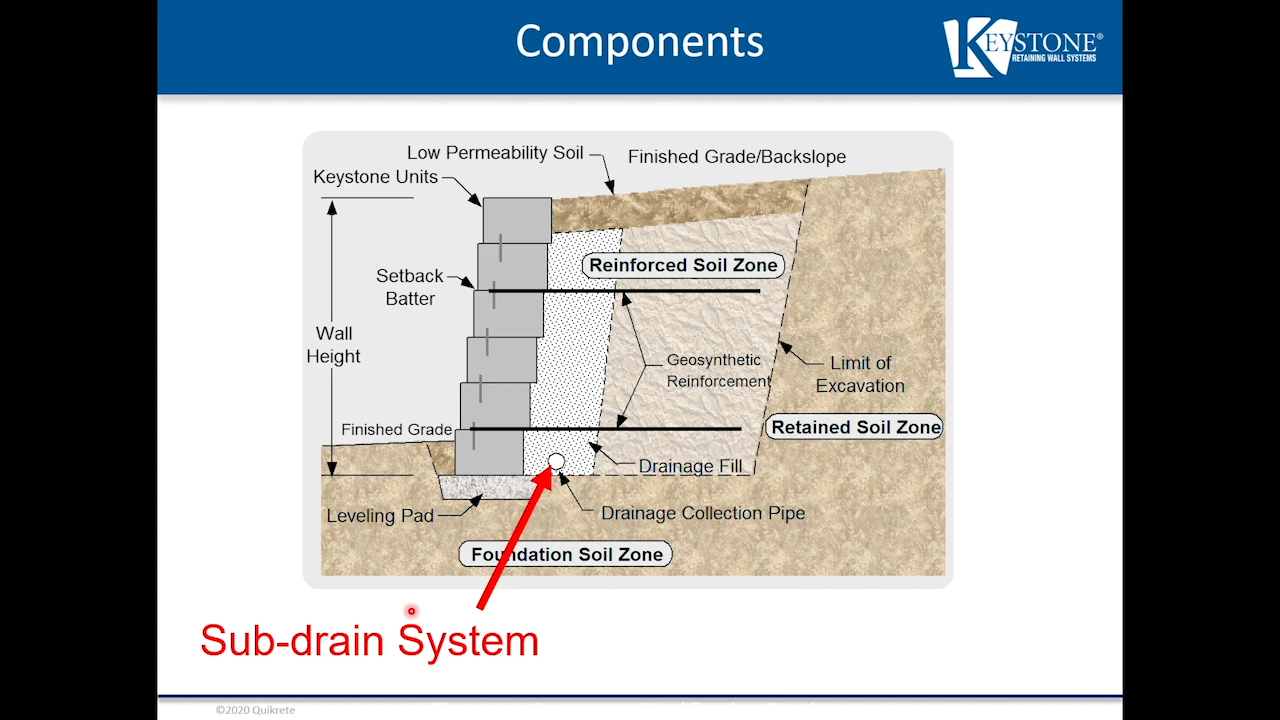 Components
KEYSTONE®
RETAINING WALL SYSTEMS
Low Permeability Soil
Finished Grade/Backslope
Keystone Units
Reinforced Soil Zone
Setback
Batter
Wall
Height
Geosynthetic
Reinforcement
Limit of
Excavation
Finished Grade
Retained Soil Zone
Drainage Fill
Leveling Pad
Drainage Collection Pipe
Foundation Soil Zone
Sub-drain System
©2020 Quikrete